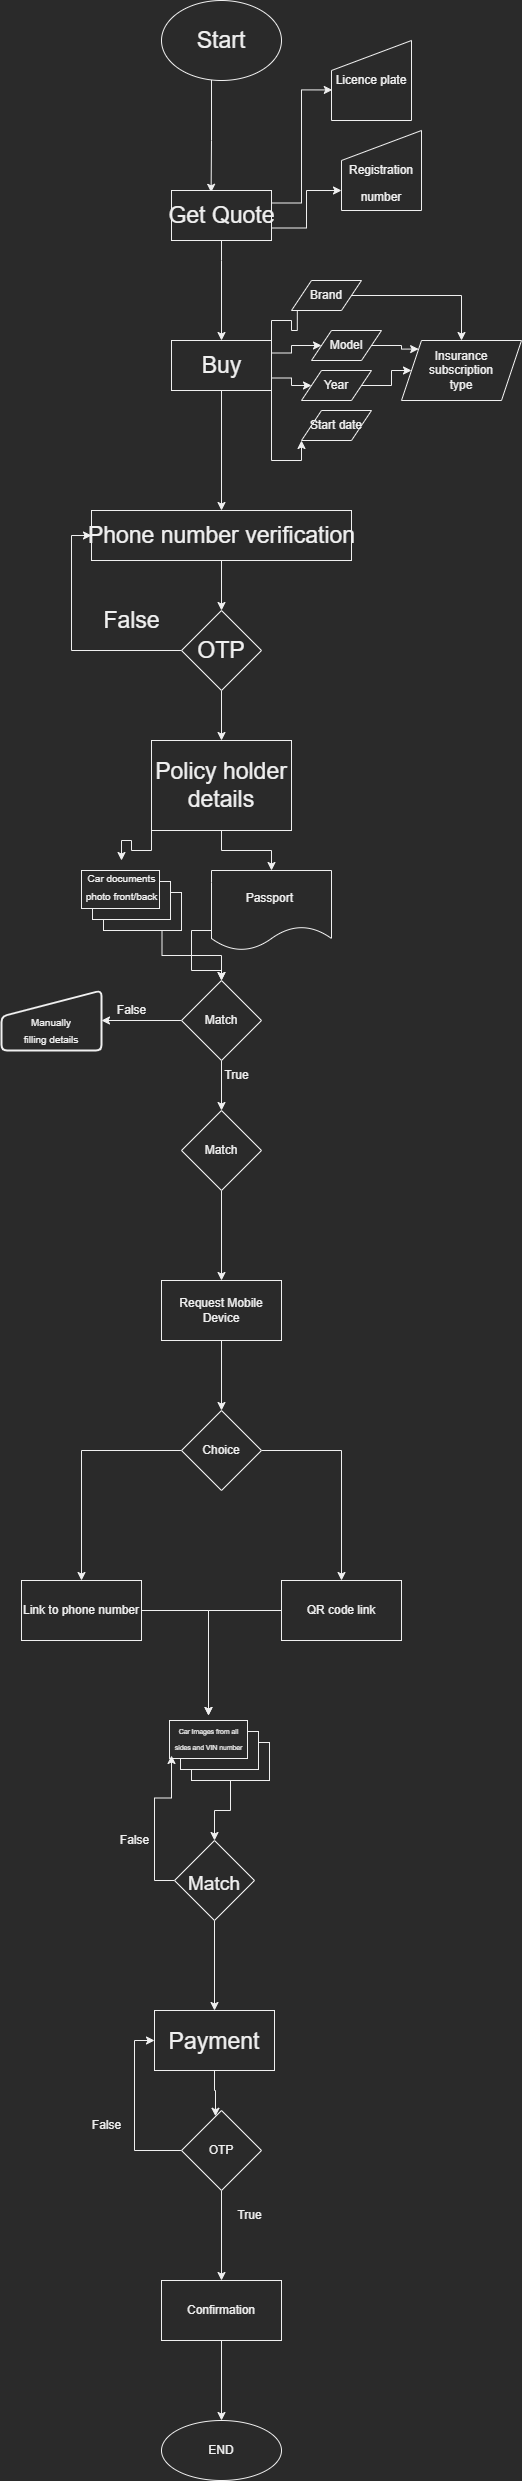 Start
Licence plate
Registration
number
Get Quote
Brand
Model
Insurance
subscription
type
Buy
Year
Start date
Phone number verification
False
OTP
Policy holder
details
Car documents
photo front/back
Passport
Match
False
Manually
filling details
True
Match
Request Mobile
Device
Choice
Link to phone number
QR code link
Car Images from all
sides and VIN number
False
Match
Payment
False
OTP
True
Confirmation
END